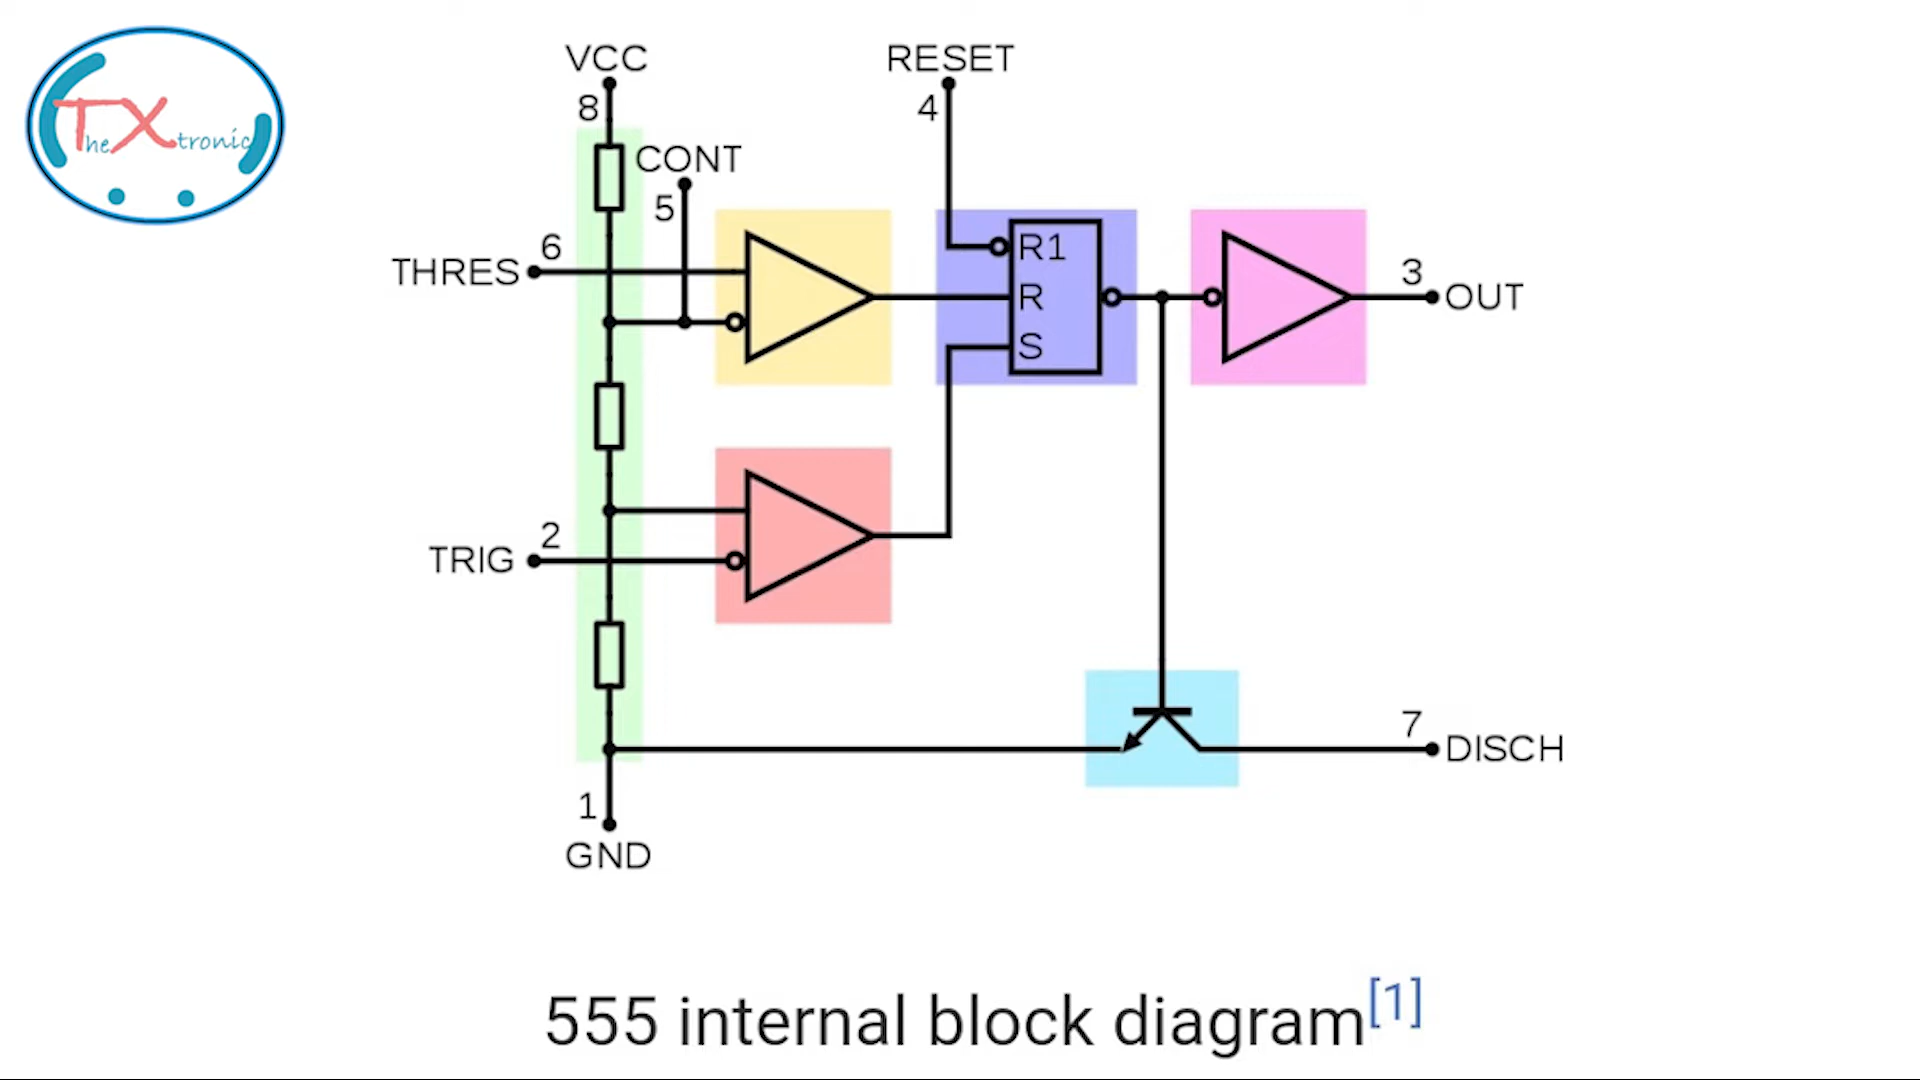 The TXtronic
VCC
RESET
8
4
CONT
5
6
THRES
R1
R
S
3
OUT
2
TRIG
7
DISCH
1
GND
555 internal block diagram[1]